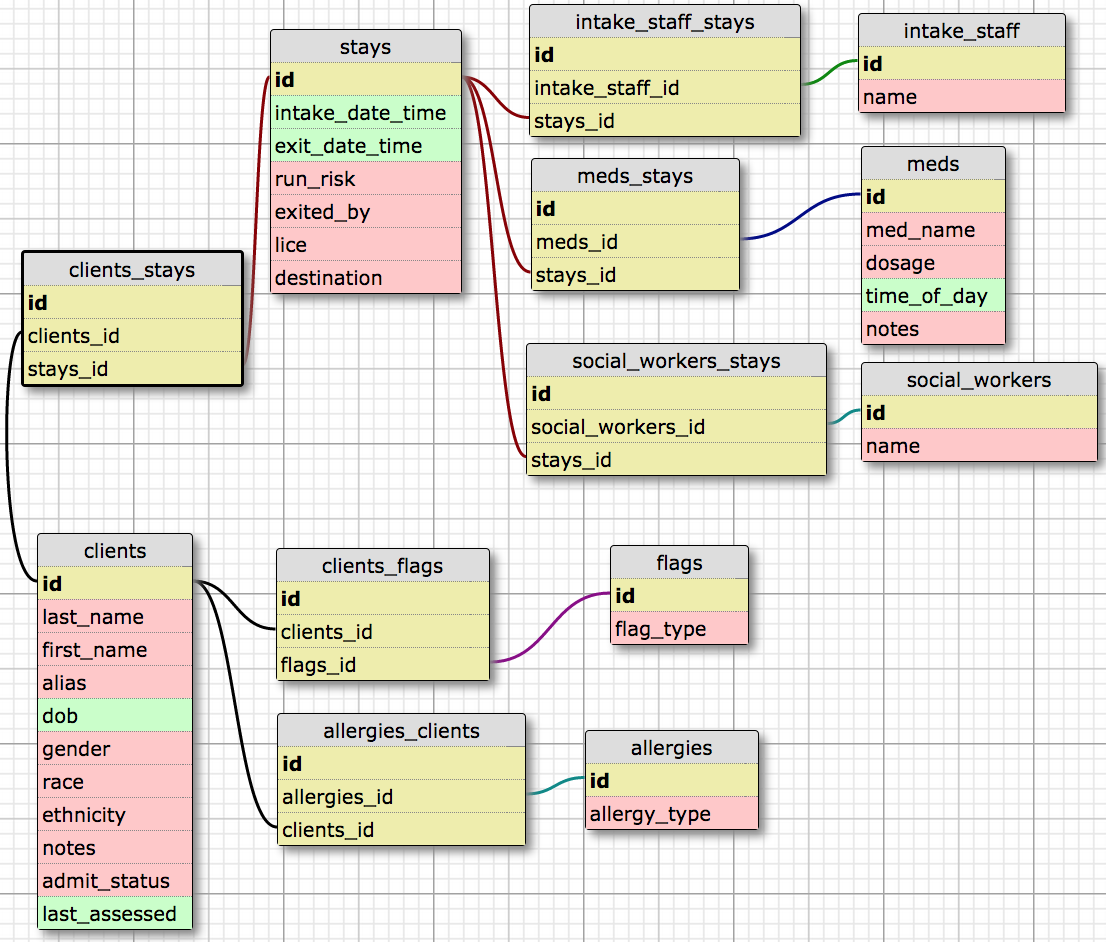 stays
id
intake_date_time
exit_date_time
run_risk
exited_by
lice
destination
intake_staff_stays
id
intake_staff_id
stays_id
intake_staff
id
name
meds_stays
id
meds_id
stays_id
meds
id
med_name
dosage
time_of_day
notes
clients_stays
id
clients_id
stays_id
social_workers_stays
id
social_workers_id
stays_id
social_workers
id
name
clients
id
last_name
first_name
alias
dob
gender
race
ethnicity
notes
admit_status
last_assessed
clients_flags
id
clients_id
flags_id
flags
id
flag_type
allergies_clients
id
allergies_id
clients_id
allergies
id
allergy_type